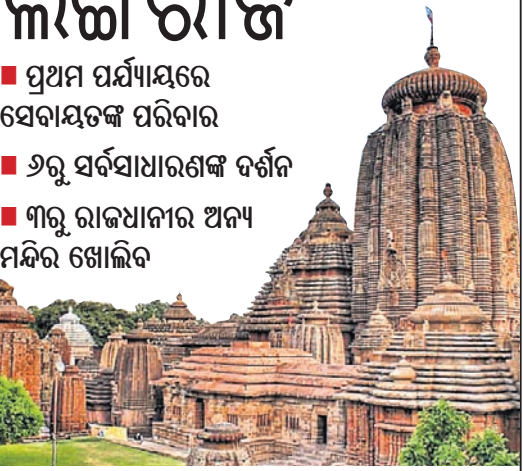 ■ ପ୍ରଥମ ପର୍ଯ୍ୟାୟରେ
ସେବାୟତଙ୍କ ପରିବାର
■ ୬ରୁ ସର୍ବସାଧାରଣଙ୍କ ଦର୍ଶନ
■ ୩ରୁ ରାଜଧାନୀର ଅନ୍ୟ
ମନ୍ଦିର ଖୋଲିବ